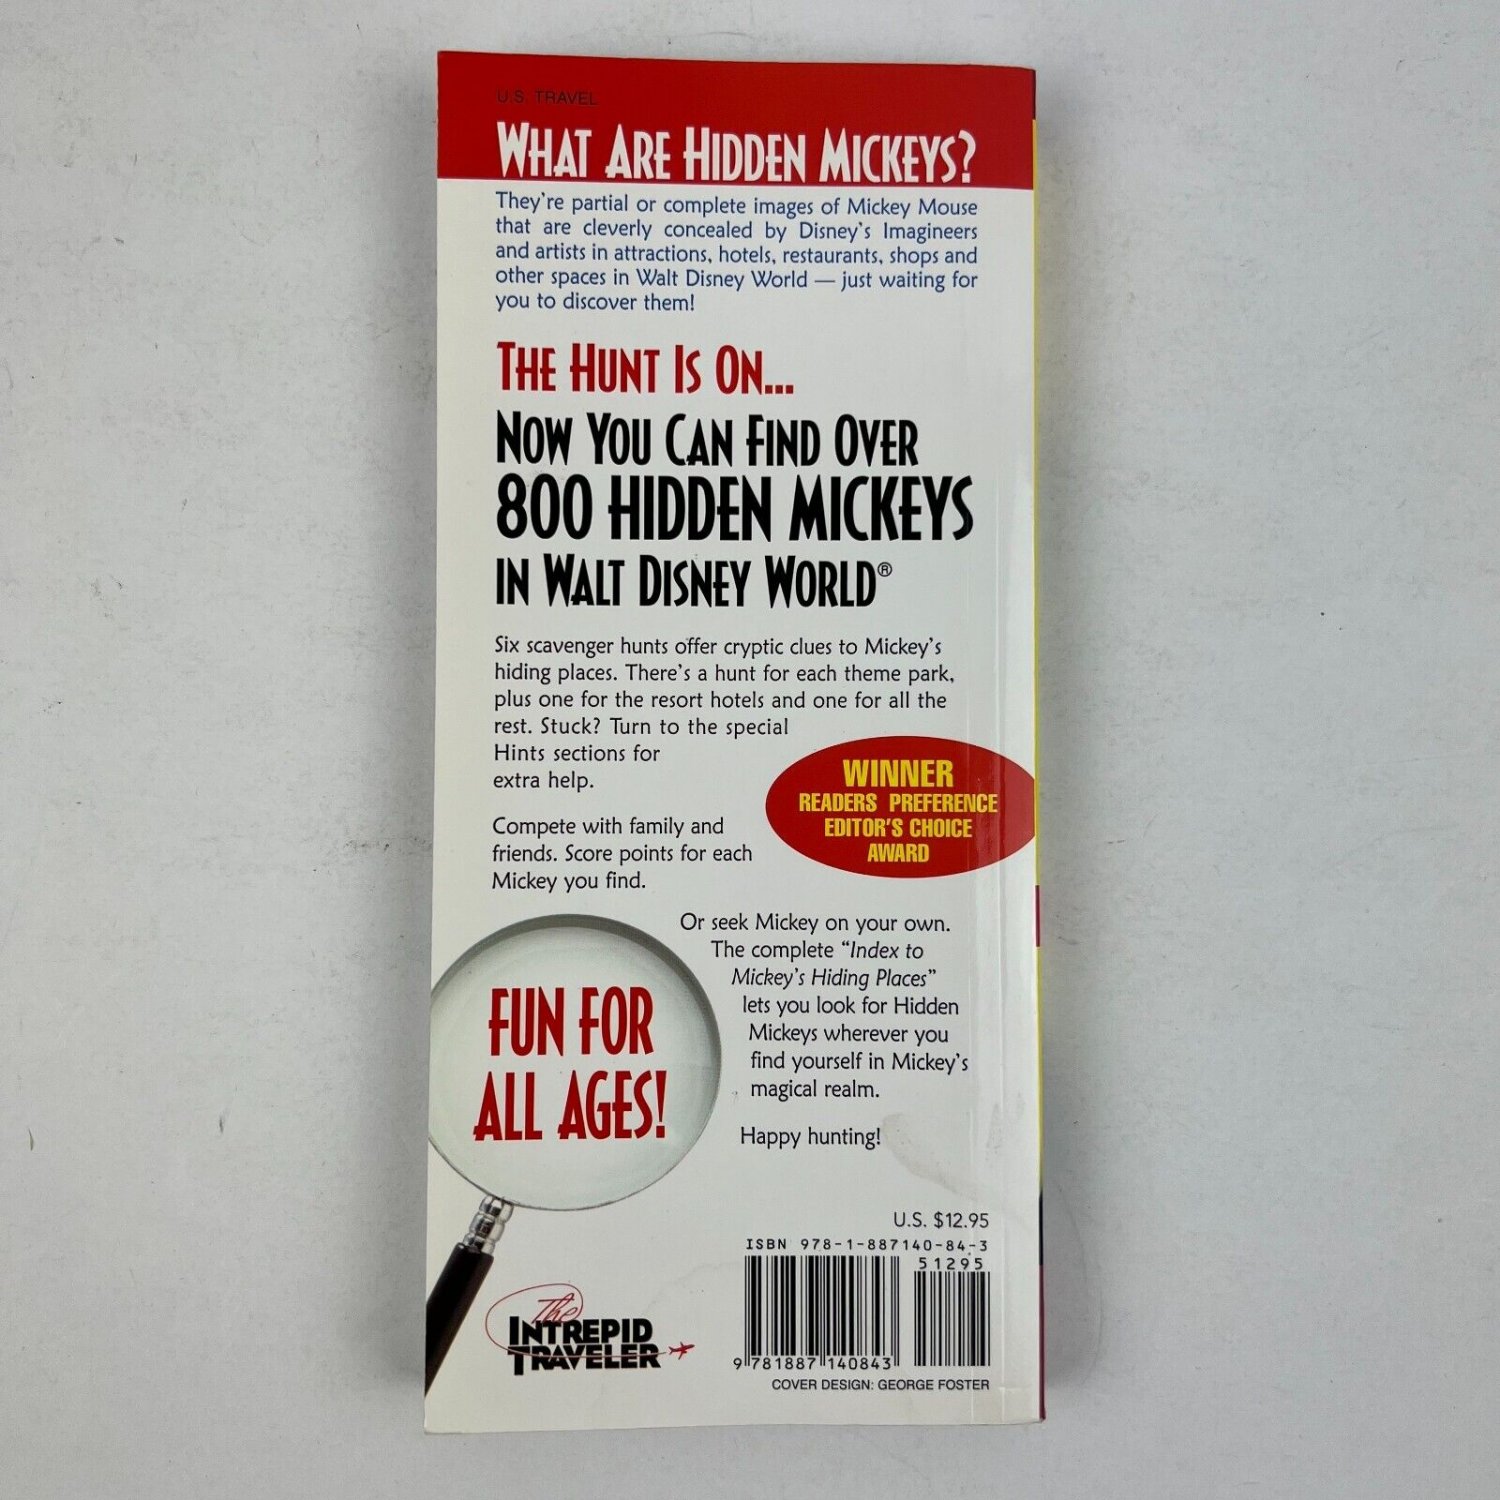 U.S. TRAVEL
WHAT ARE HIDDEN MICKEYS?
They're partial or complete images of Mickey Mouse
that are cleverly concealed by Disney's Imagineers
and artists in attractions, hotels, restaurants, shops and
other spaces in Walt Disney World — just waiting for
you to discover them!
THE HUNT IS ON...
NOW YOU CAN FIND OVER
800 HIDDEN MICKEYS
IN WALT DISNEY WORLD®
Six scavenger hunts offer cryptic clues to Mickey's
hiding places. There's a hunt for each theme park,
plus one for the resort hotels and one for all the
rest. Stuck? Turn to the special
Hints sections for
extra help.
WINNER
READERS PREFERENCE
EDITOR'S CHOICE
AWARD
Compete with family and
friends. Score points for each
Mickey you find.
Or seek Mickey on your own.
The complete "Index to
Mickey's Hiding Places"
lets you look for Hidden
Mickeys wherever you
find yourself in Mickey's
magical realm.
Happy hunting!
FUN FOR
ALL AGES!
U.S. $12.95
ISBN 978-1-887140-84-3
51295
9 781887 140843
The
INTREPID
TRAVELER
COVER DESIGN: GEORGE FOSTER